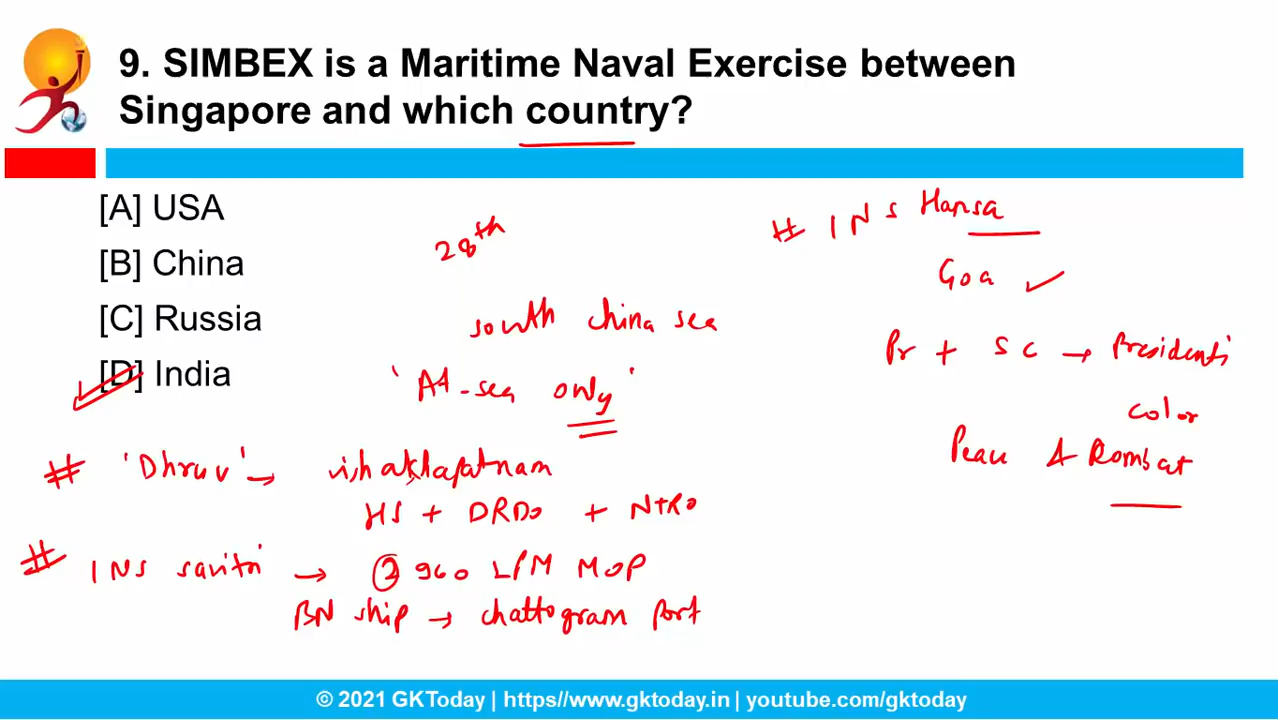 9. SIMBEX is a Maritime Naval Exercise between
Singapore and which country?
[A] USA
[B] China
[C] Russia
[D] India
28th
south china sea
'At-sea only'
# 'Dhruv' → vishakhapatnam
HS + DRDO + NTRO
# INS savitri → 2 960 LPM MOP
BN ship → chattogram port
# INS Hansa
Goa ✓
Pr + SC → Presidenti
color
Peace & combat
© 2021 GKToday | https//www.gktoday.in | youtube.com/gktoday